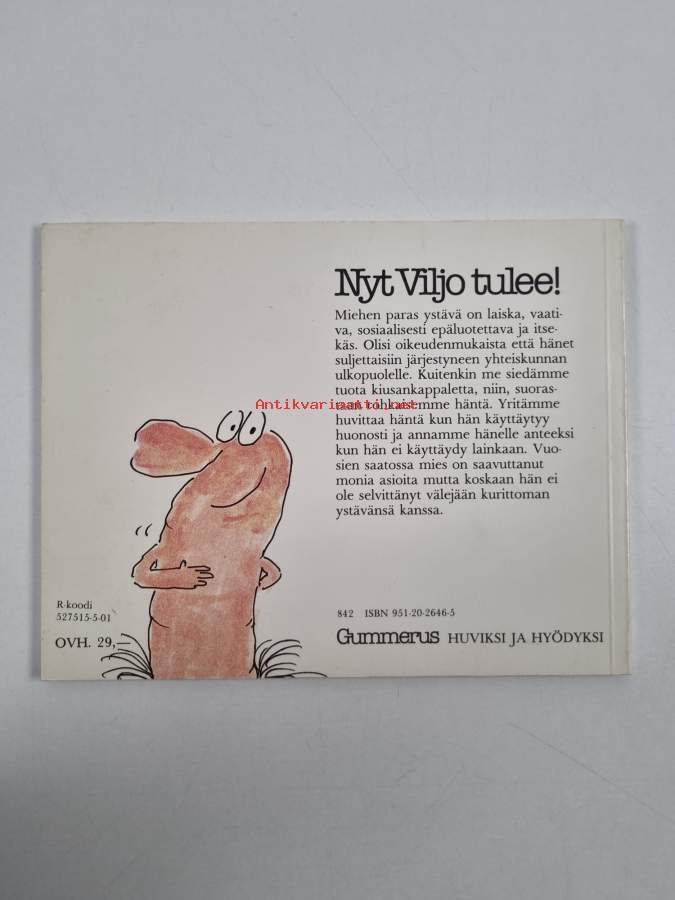 Nyt Viljo tulee!
Miehen paras ystävä on laiska, vaati-
va, sosiaalisesti epäluotettava ja itse-
käs. Olisi oikeudenmukaista että hänet
suljettaisiin järjestyneen yhteiskunnan
ulkopuolelle. Kuitenkin me siedämme
tuota kiusankappaletta, niin, suoras-
Antikvariaatti.net
häntä. Yritämme
huvittaa häntä kun hän käyttäytyy
huonosti ja annamme hänelle anteeksi
kun hän ei käyttäydy lainkaan. Vuo-
sien saatossa mies on saavuttanut
monia asioita mutta koskaan hän ei
ole selvittänyt välejään kurittoman
ystävänsä kanssa.
R-koodi
527515-5-01
OVH. 29,—
842 ISBN 951-20-2646-5
Gummerus HUVIKSI JA HYÖDYKSI